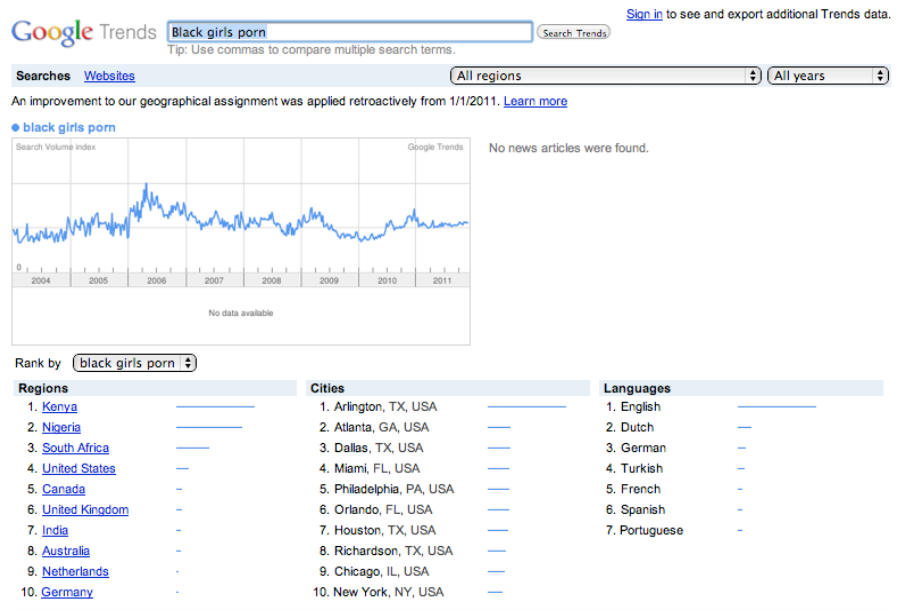 Sign in to see and export additional Trends data.
Google Trends
Black girls porn
Search Trends
Tip: Use commas to compare multiple search terms.
Searches Websites
All regions
All years
An improvement to our geographical assignment was applied retroactively from 1/1/2011. Learn more
black girls porn
Search Volume index
Google Trends
No news articles were found.
0
2004 2005 2006 2007 2008 2009 2010 2011
No data available
Rank by black girls porn
Regions
1. Kenya
2. Nigeria
3. South Africa
4. United States
5. Canada
6. United Kingdom
7. India
8. Australia
9. Netherlands
10. Germany
Cities
1. Arlington, TX, USA
2. Atlanta, GA, USA
3. Dallas, TX, USA
4. Miami, FL, USA
5. Philadelphia, PA, USA
6. Orlando, FL, USA
7. Houston, TX, USA
8. Richardson, TX, USA
9. Chicago, IL, USA
10. New York, NY, USA
Languages
1. English
2. Dutch
3. German
4. Turkish
5. French
6. Spanish
7. Portuguese